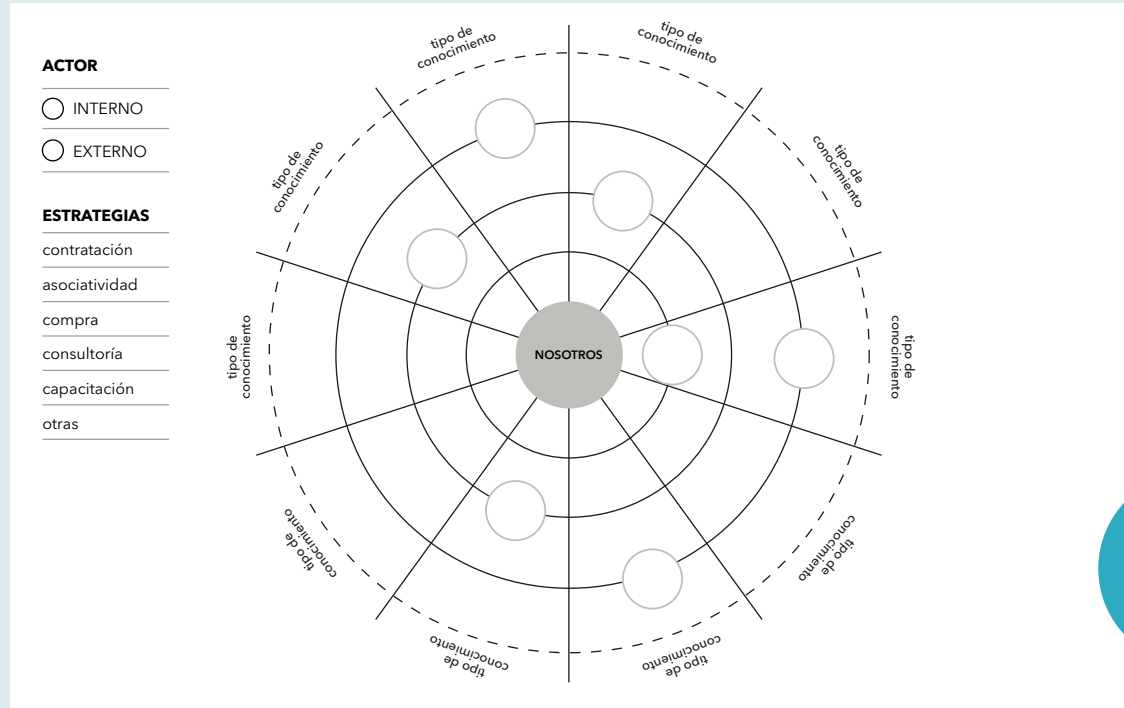 ACTOR
INTERNO
EXTERNO
ESTRATEGIAS
contratación
asociatividad
compra
consultoría
capacitación
otras
tipo de
conocimiento
tipo de
conocimiento
tipo de
conocimiento
tipo de
conocimiento
tipo de
conocimiento
tipo de
conocimiento
NOSOTROS
tipo de
conocimiento
tipo de
conocimiento
tipo de
conocimiento
tipo de
conocimiento